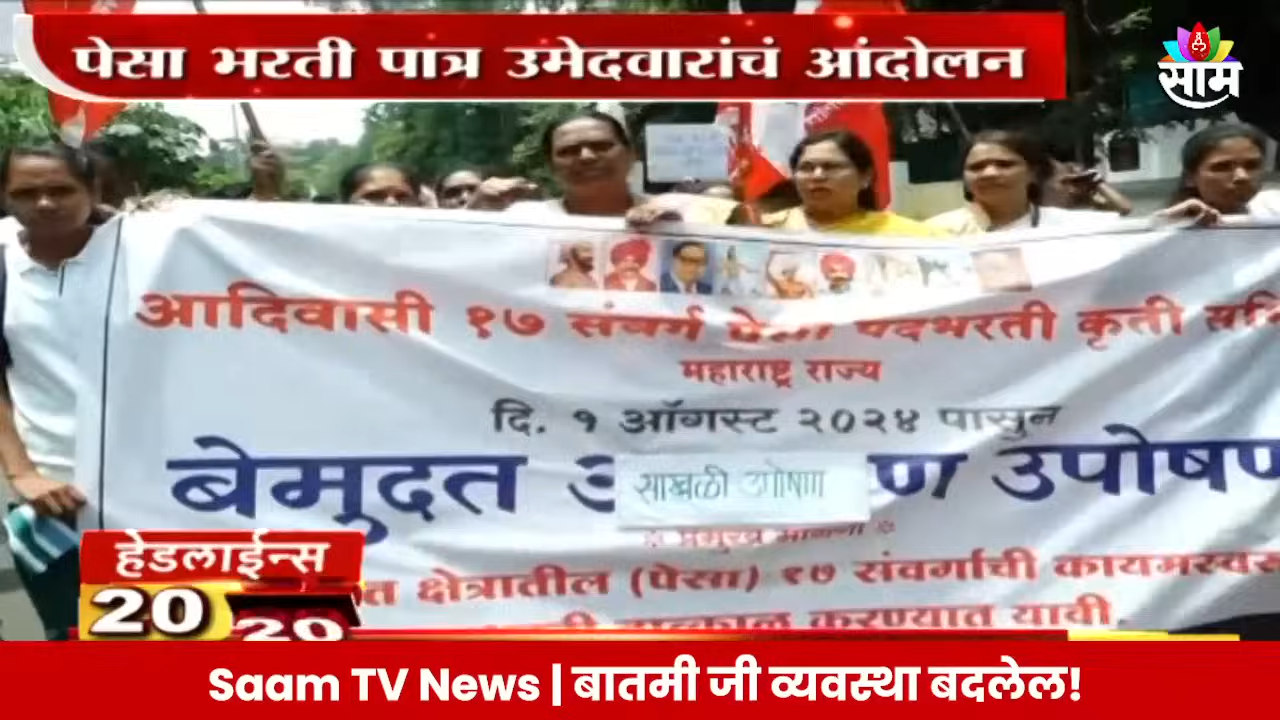 पेसा भरती पात्र उमेदवारांचं आंदोलन
साम
आदिवासी १७ संवर्ग पेसा पदभरती कृती
महाराष्ट्र राज्य
दि. १ ऑगस्ट २०२४ पासुन
बेमुदत साखळी उपोषण उपोषण
क्षेत्रातील (पेसा) १७ संवर्गाची
करण्यात यावी.
हेडलाईन्स
20
20
Saam TV News | बातमी जी व्यवस्था बदलेल!